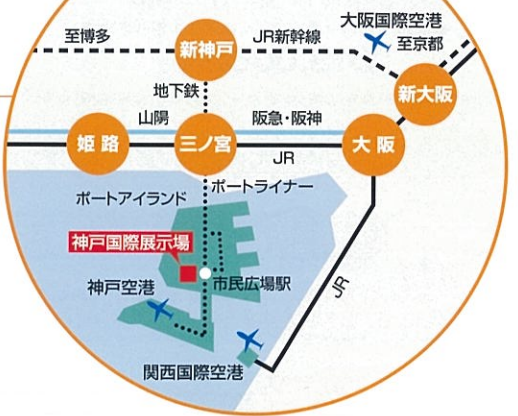 大阪国際空港
至博多
新神戸
JR新幹線
至京都
地下鉄
新大阪
山陽
阪急・阪神
姫路
三ノ宮
JR
大阪
ポートアイランド
ポートライナー
神戸国際展示場
神戸空港
市民広場駅
JR
関西国際空港